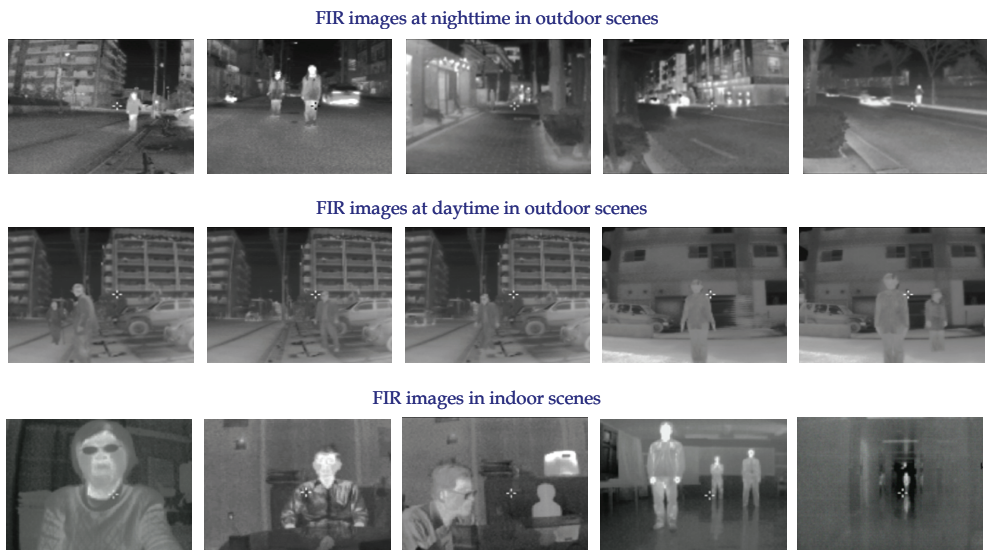 FIR images at nighttime in outdoor scenes
FIR images at daytime in outdoor scenes
FIR images in indoor scenes